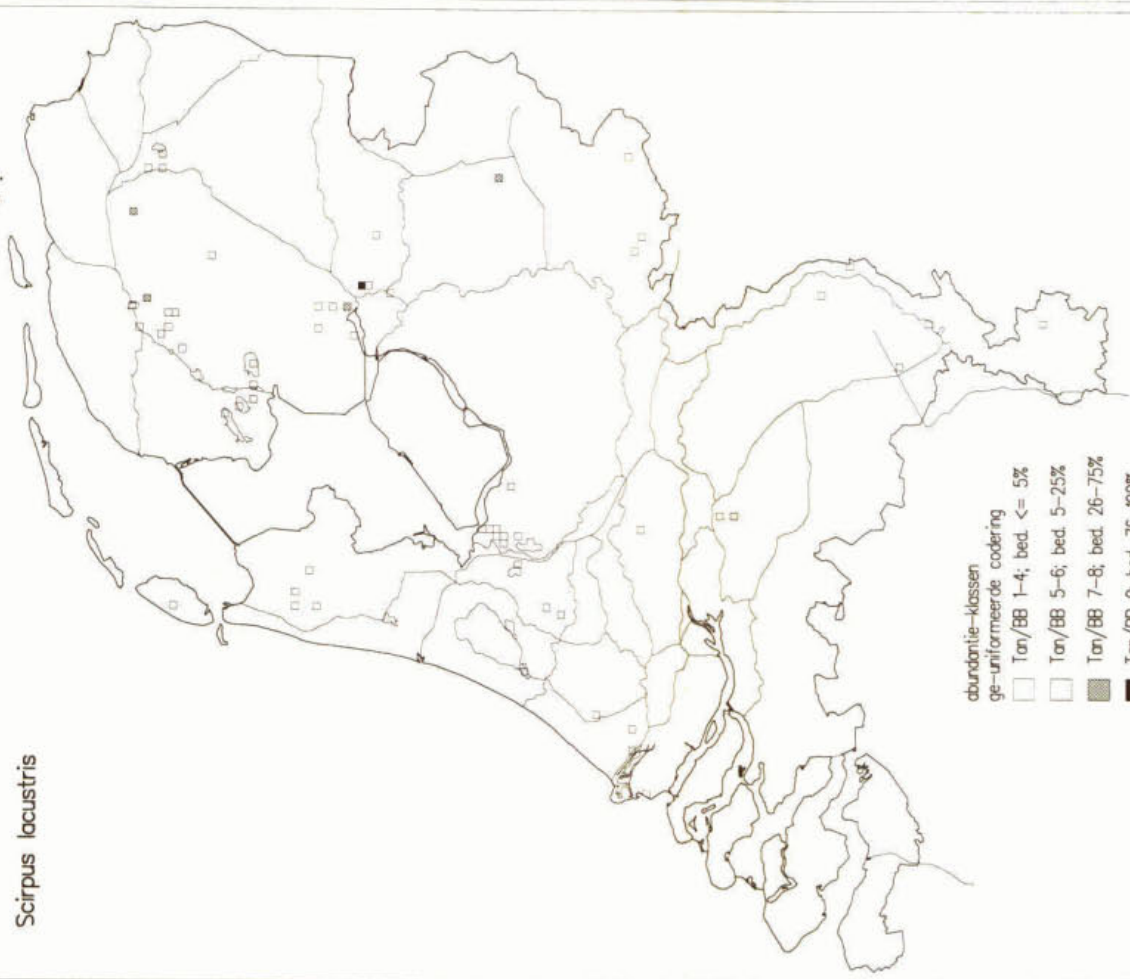 Scirpus lacustris
abundantie-klassen
ge-uniformeerde codering
Tan/BB 1-4; bed. <= 5%
Tan/BB 5-6; bed. 5-25%
Tan/BB 7-8; bed. 26-75%